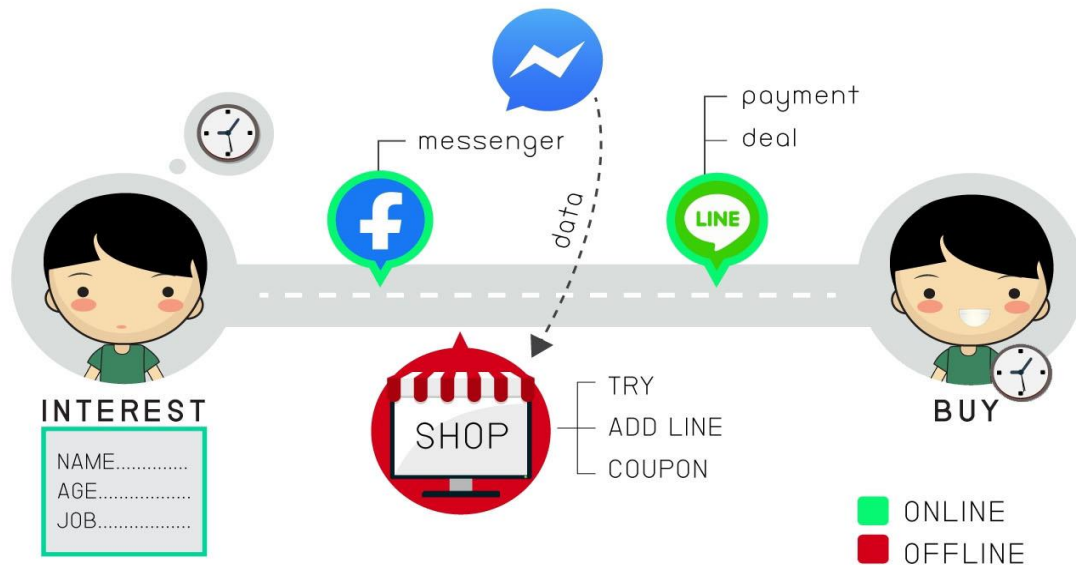 messenger
data
payment
deal
LINE
INTEREST
NAME..............
AGE...................
JOB...................
SHOP
TRY
ADD LINE
COUPON
BUY
ONLINE
OFFLINE